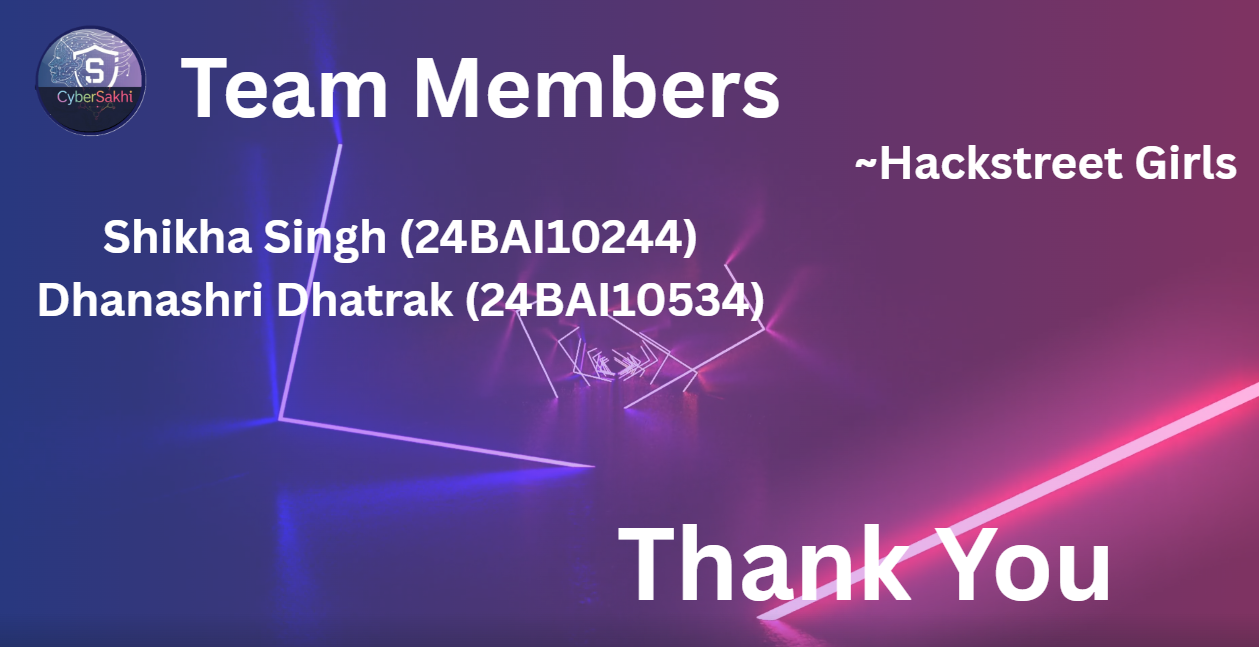 S
CyberSakhi
Team Members
~Hackstreet Girls
Shikha Singh (24BAI10244)
Dhanashri Dhatrak (24BAI10534)
Thank You